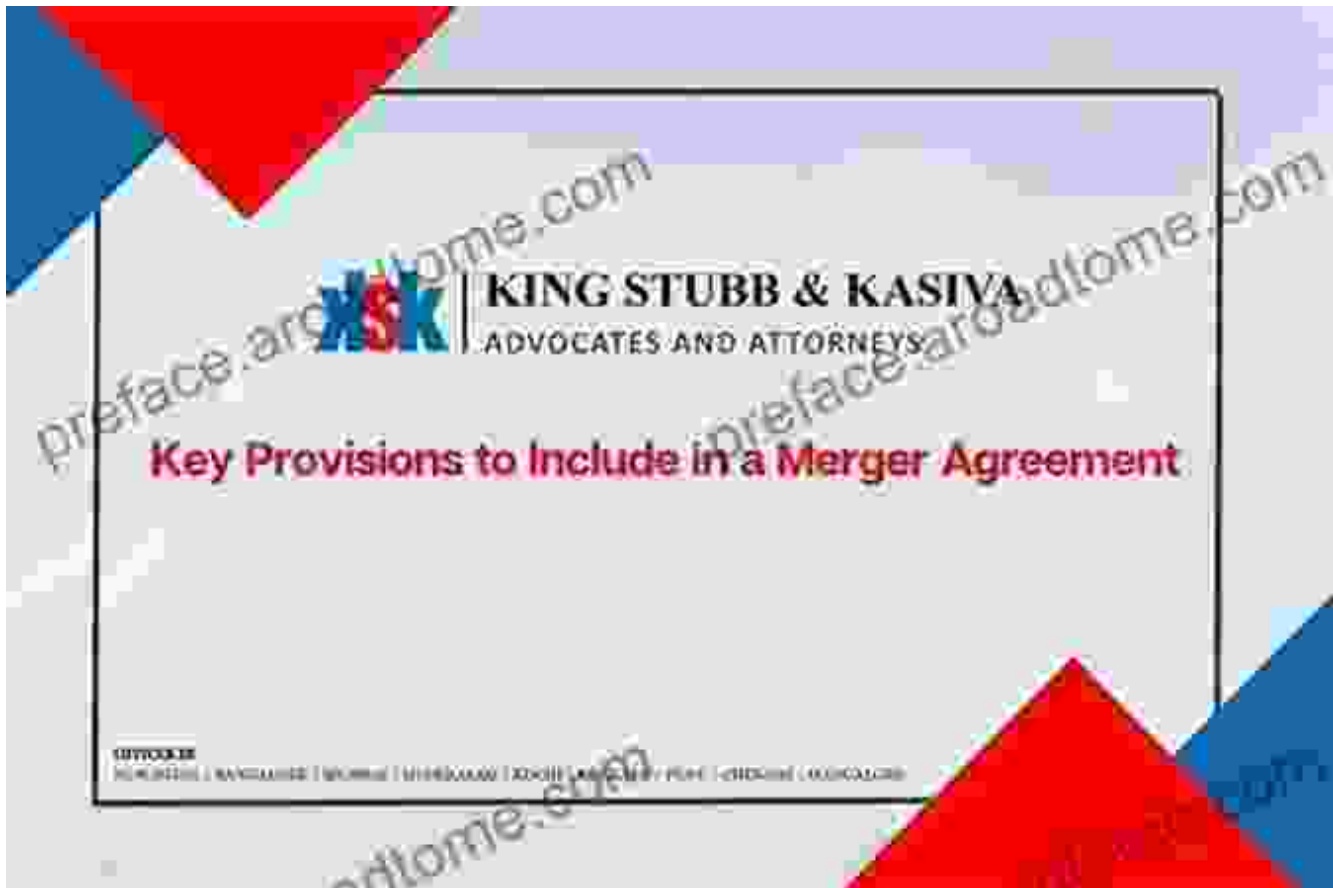 KSK
KING STUBB & KASIVA
ADVOCATES AND ATTORNEYS
Key Provisions to Include in a Merger Agreement
preface.aroadtome.com
preface.aroadtome.com